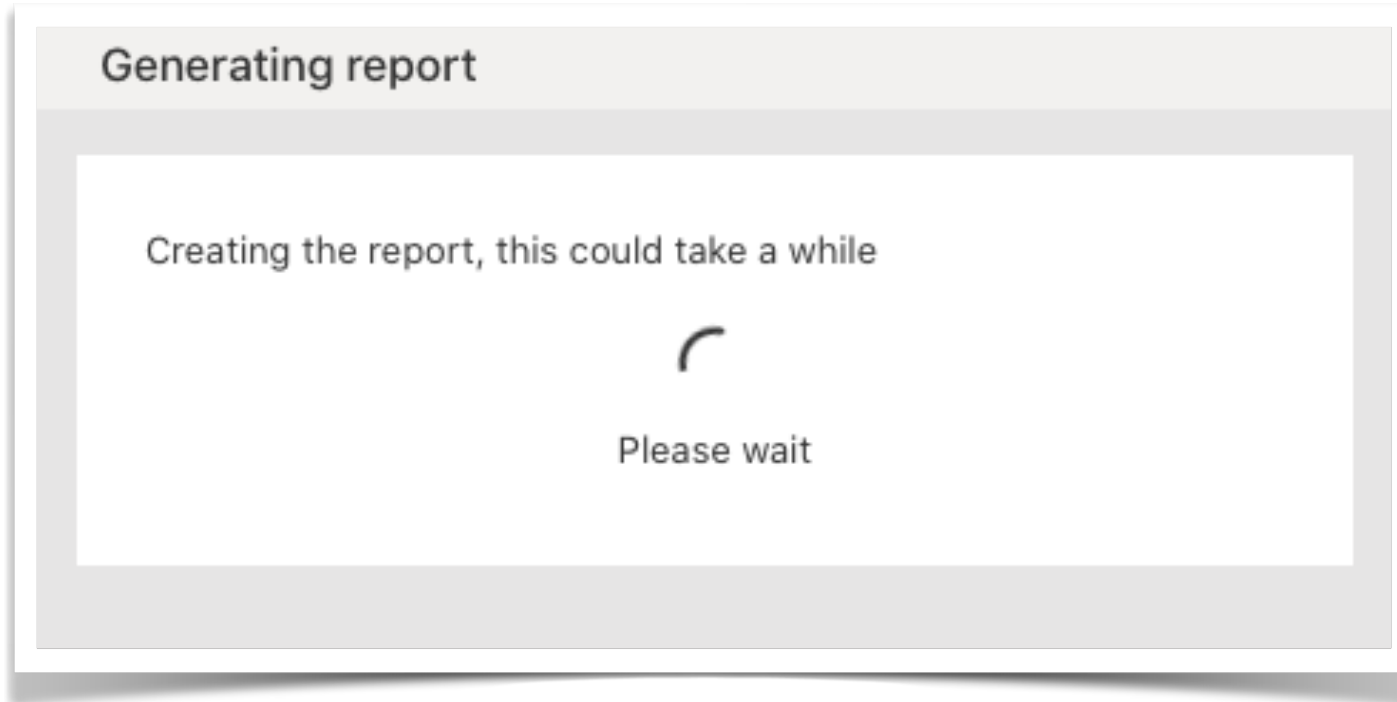 Generating report
Creating the report, this could take a while
Please wait